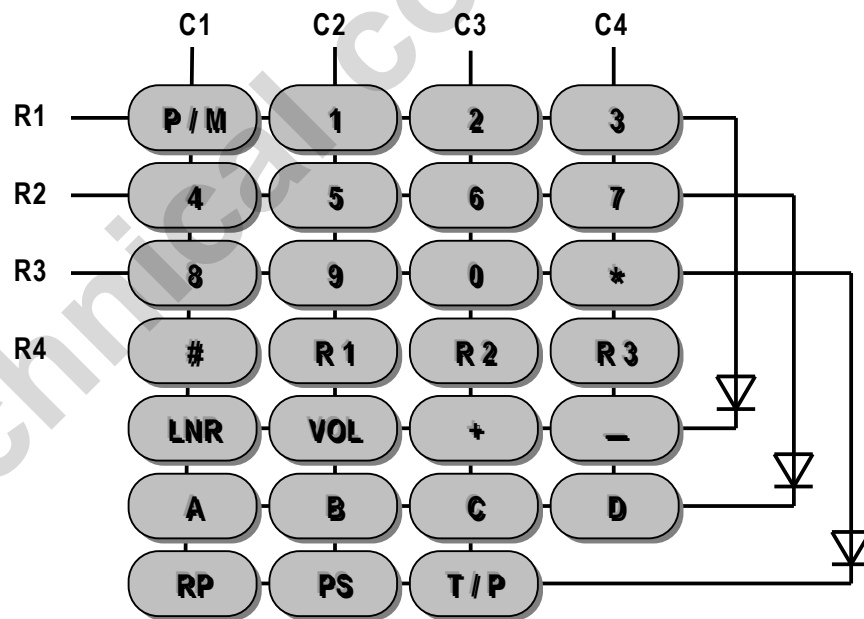 C1 C2 C3 C4
R1 P / M 1 2 3
R2 4 5 6 7
R3 8 9 0 *
R4 # R 1 R 2 R 3
LNR VOL + –
A B C D
RP PS T / P